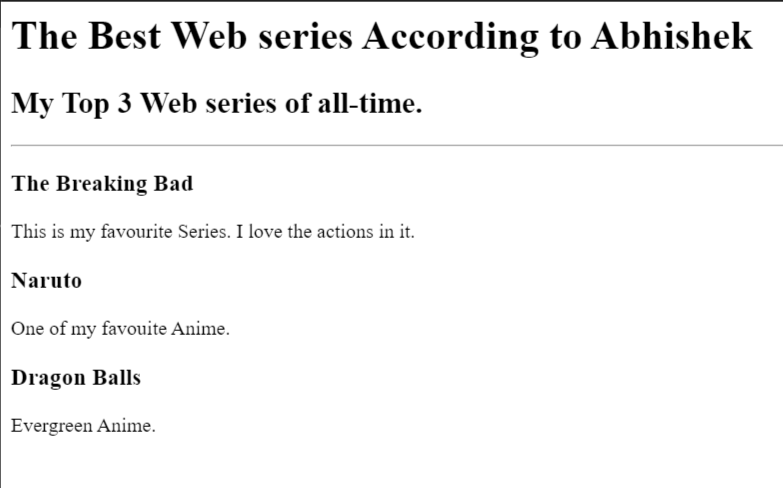 The Best Web series According to Abhishek
My Top 3 Web series of all-time.
The Breaking Bad
This is my favourite Series. I love the actions in it.
Naruto
One of my favouite Anime.
Dragon Balls
Evergreen Anime.